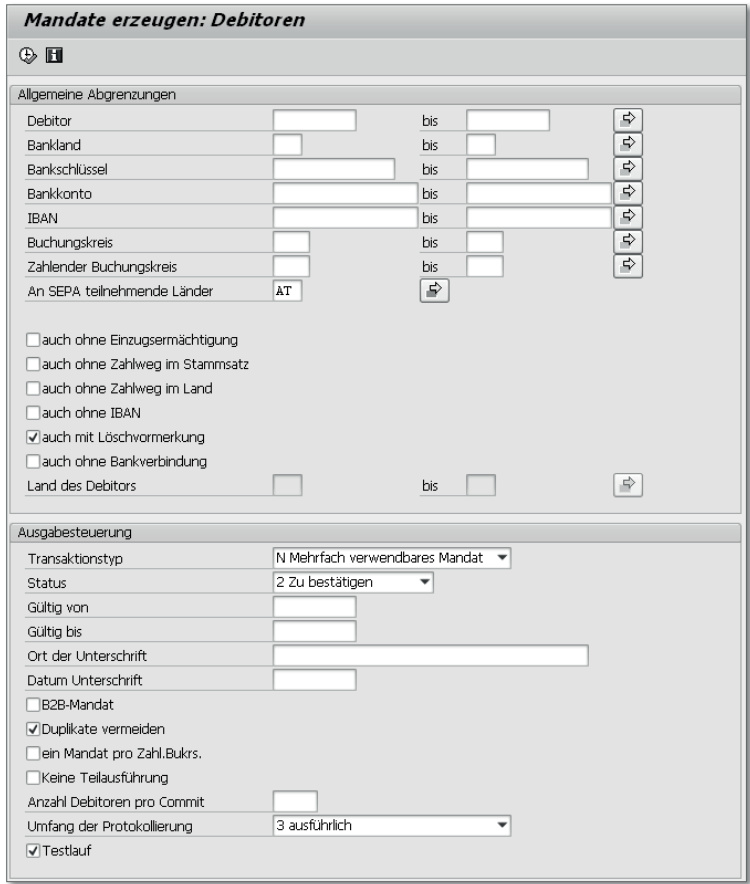 Mandate erzeugen: Debitoren
Allgemeine Abgrenzungen
Debitor bis
Bankland bis
Bankschlüssel bis
Bankkonto bis
IBAN bis
Buchungskreis bis
Zahlender Buchungskreis bis
An SEPA teilnehmende Länder AT
auch ohne Einzugsermächtigung
auch ohne Zahlweg im Stammsatz
auch ohne Zahlweg im Land
auch ohne IBAN
auch mit Löschvormerkung
auch ohne Bankverbindung
Land des Debitors bis
Ausgabesteuerung
Transaktionstyp N Mehrfach verwendbares Mandat
Status 2 Zu bestätigen
Gültig von
Gültig bis
Ort der Unterschrift
Datum Unterschrift
B2B-Mandat
Duplikate vermeiden
ein Mandat pro Zahl.Bukrs.
Keine Teilausführung
Anzahl Debitoren pro Commit
Umfang der Protokollierung 3 ausführlich
Testlauf